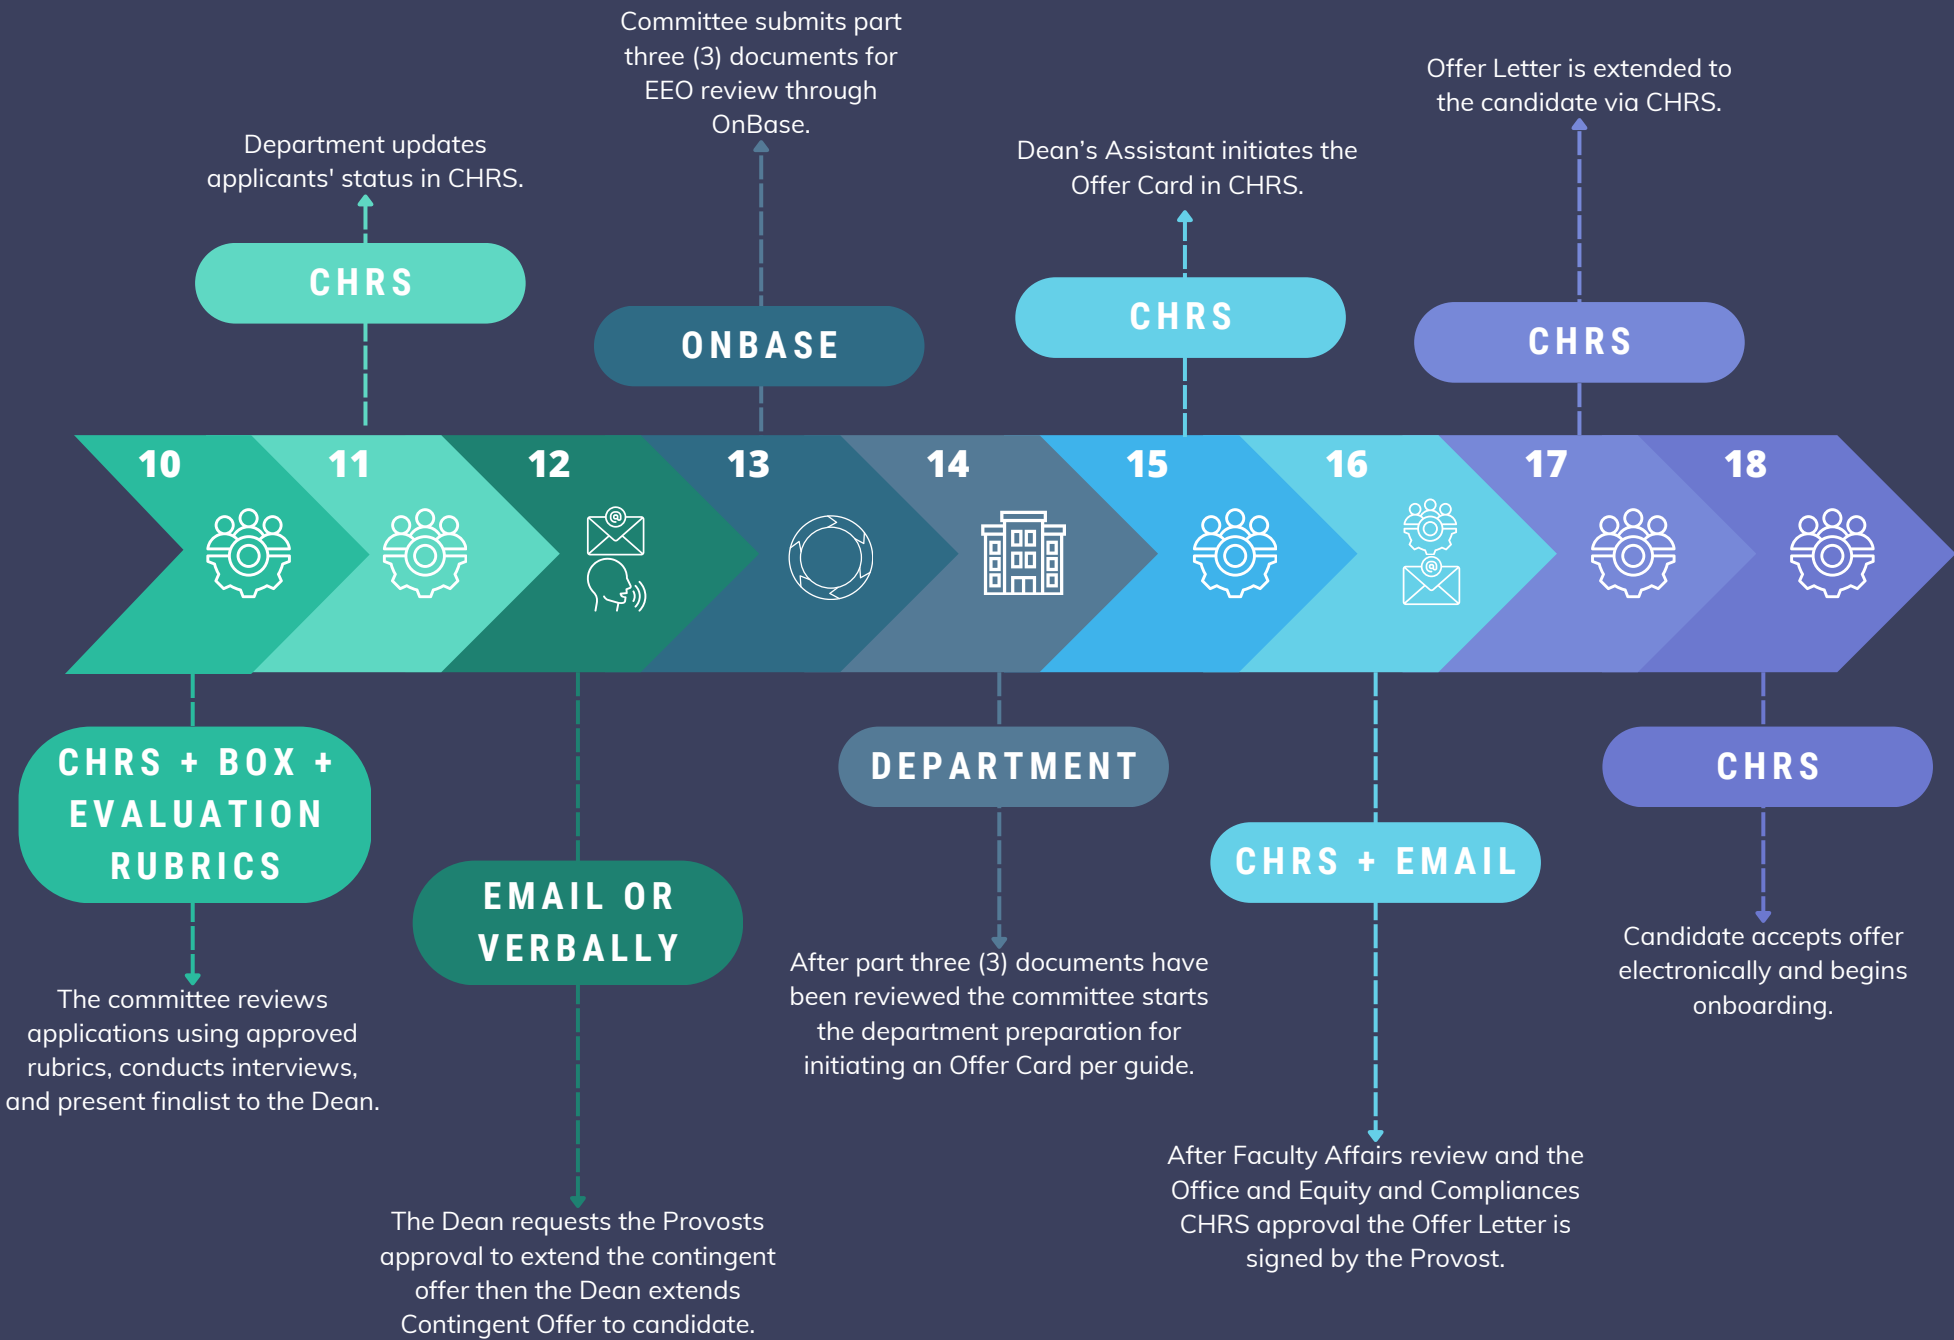 Committee submits part
three (3) documents for
EEO review through
OnBase.
Offer Letter is extended to
the candidate via CHRS.
Department updates
applicants' status in CHRS.
Dean’s Assistant initiates the
Offer Card in CHRS.
CHRS
ONBASE
CHRS
CHRS
10
11
12
13
14
15
16
17
18
@
@
CHRS + BOX +
EVALUATION
RUBRICS
The committee reviews
applications using approved
rubrics, conducts interviews,
and present finalist to the Dean.
EMAIL OR
VERBALLY
The Dean requests the Provosts
approval to extend the contingent
offer then the Dean extends
Contingent Offer to candidate.
DEPARTMENT
After part three (3) documents have
been reviewed the committee starts
the department preparation for
initiating an Offer Card per guide.
CHRS + EMAIL
After Faculty Affairs review and the
Office and Equity and Compliances
CHRS approval the Offer Letter is
signed by the Provost.
CHRS
Candidate accepts offer
electronically and begins
onboarding.